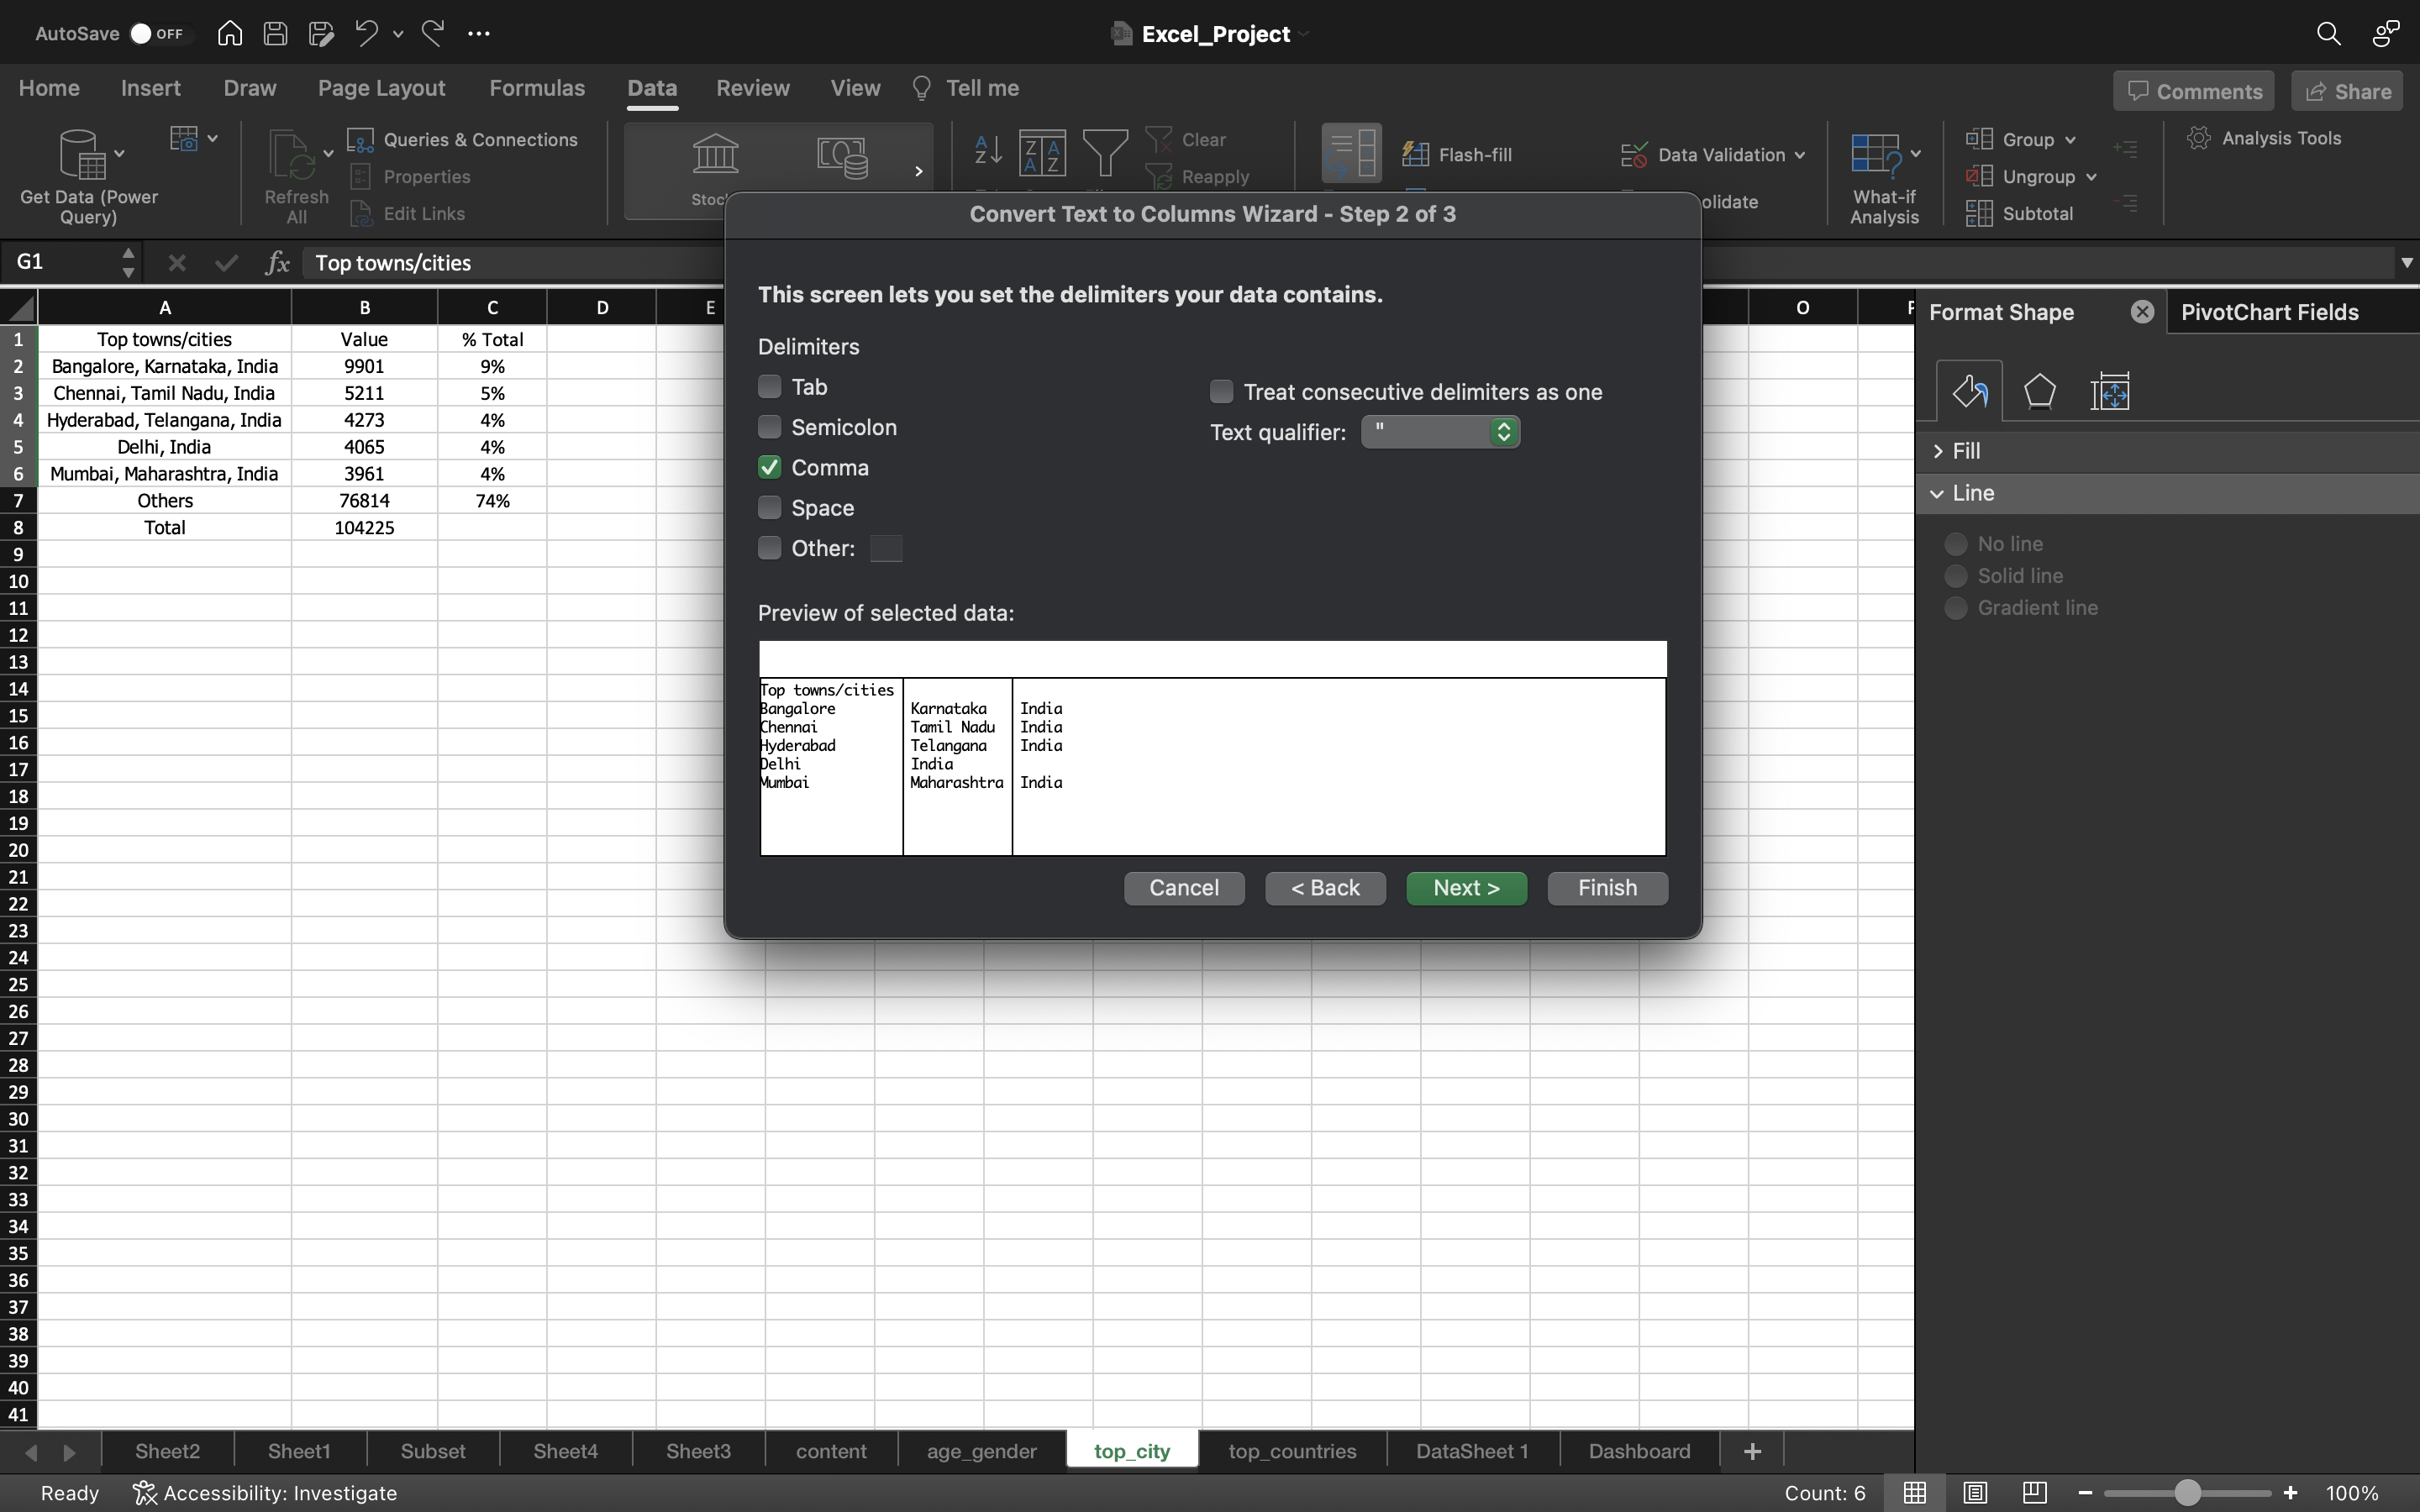 AutoSave OFF
Excel_Project
Home Insert Draw Page Layout Formulas Data Review View Tell me
Comments Share
Get Data (Power Query)
Refresh All
Queries & Connections
Properties
Edit Links
Clear
Reapply
Flash-fill
Data Validation
olidate
What-if Analysis
Group
Ungroup
Subtotal
Analysis Tools
G1 fx Top towns/cities
A B C D E O
1 Top towns/cities Value % Total
2 Bangalore, Karnataka, India 9901 9%
3 Chennai, Tamil Nadu, India 5211 5%
4 Hyderabad, Telangana, India 4273 4%
5 Delhi, India 4065 4%
6 Mumbai, Maharashtra, India 3961 4%
7 Others 76814 74%
8 Total 104225
9
10
11
12
13
14
15
16
17
18
19
20
21
22
23
24
25
26
27
28
29
30
31
32
33
34
35
36
37
38
39
40
41
Convert Text to Columns Wizard - Step 2 of 3
This screen lets you set the delimiters your data contains.
Delimiters
Tab
Semicolon
Comma
Space
Other:
Treat consecutive delimiters as one
Text qualifier: "
Preview of selected data:
Top towns/cities
Bangalore Karnataka India
Chennai Tamil Nadu India
Hyderabad Telangana India
Delhi India
Mumbai Maharashtra India
Cancel < Back Next > Finish
Format Shape PivotChart Fields
Fill
Line
No line
Solid line
Gradient line
Sheet2 Sheet1 Subset Sheet4 Sheet3 content age_gender top_city top_countries DataSheet 1 Dashboard +
Ready Accessibility: Investigate Count: 6 100%